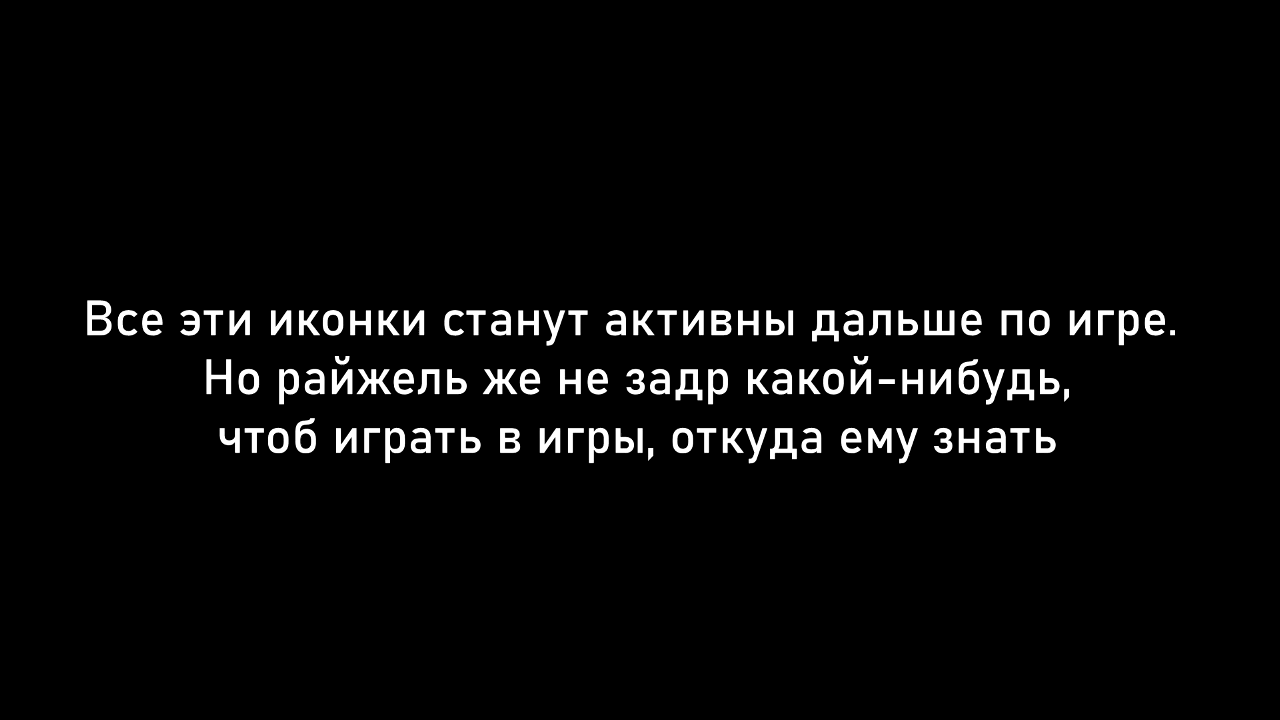 Все эти иконки станут активны дальше по игре.
Но райжель же не задр какой-нибудь,
чтоб играть в игры, откуда ему знать